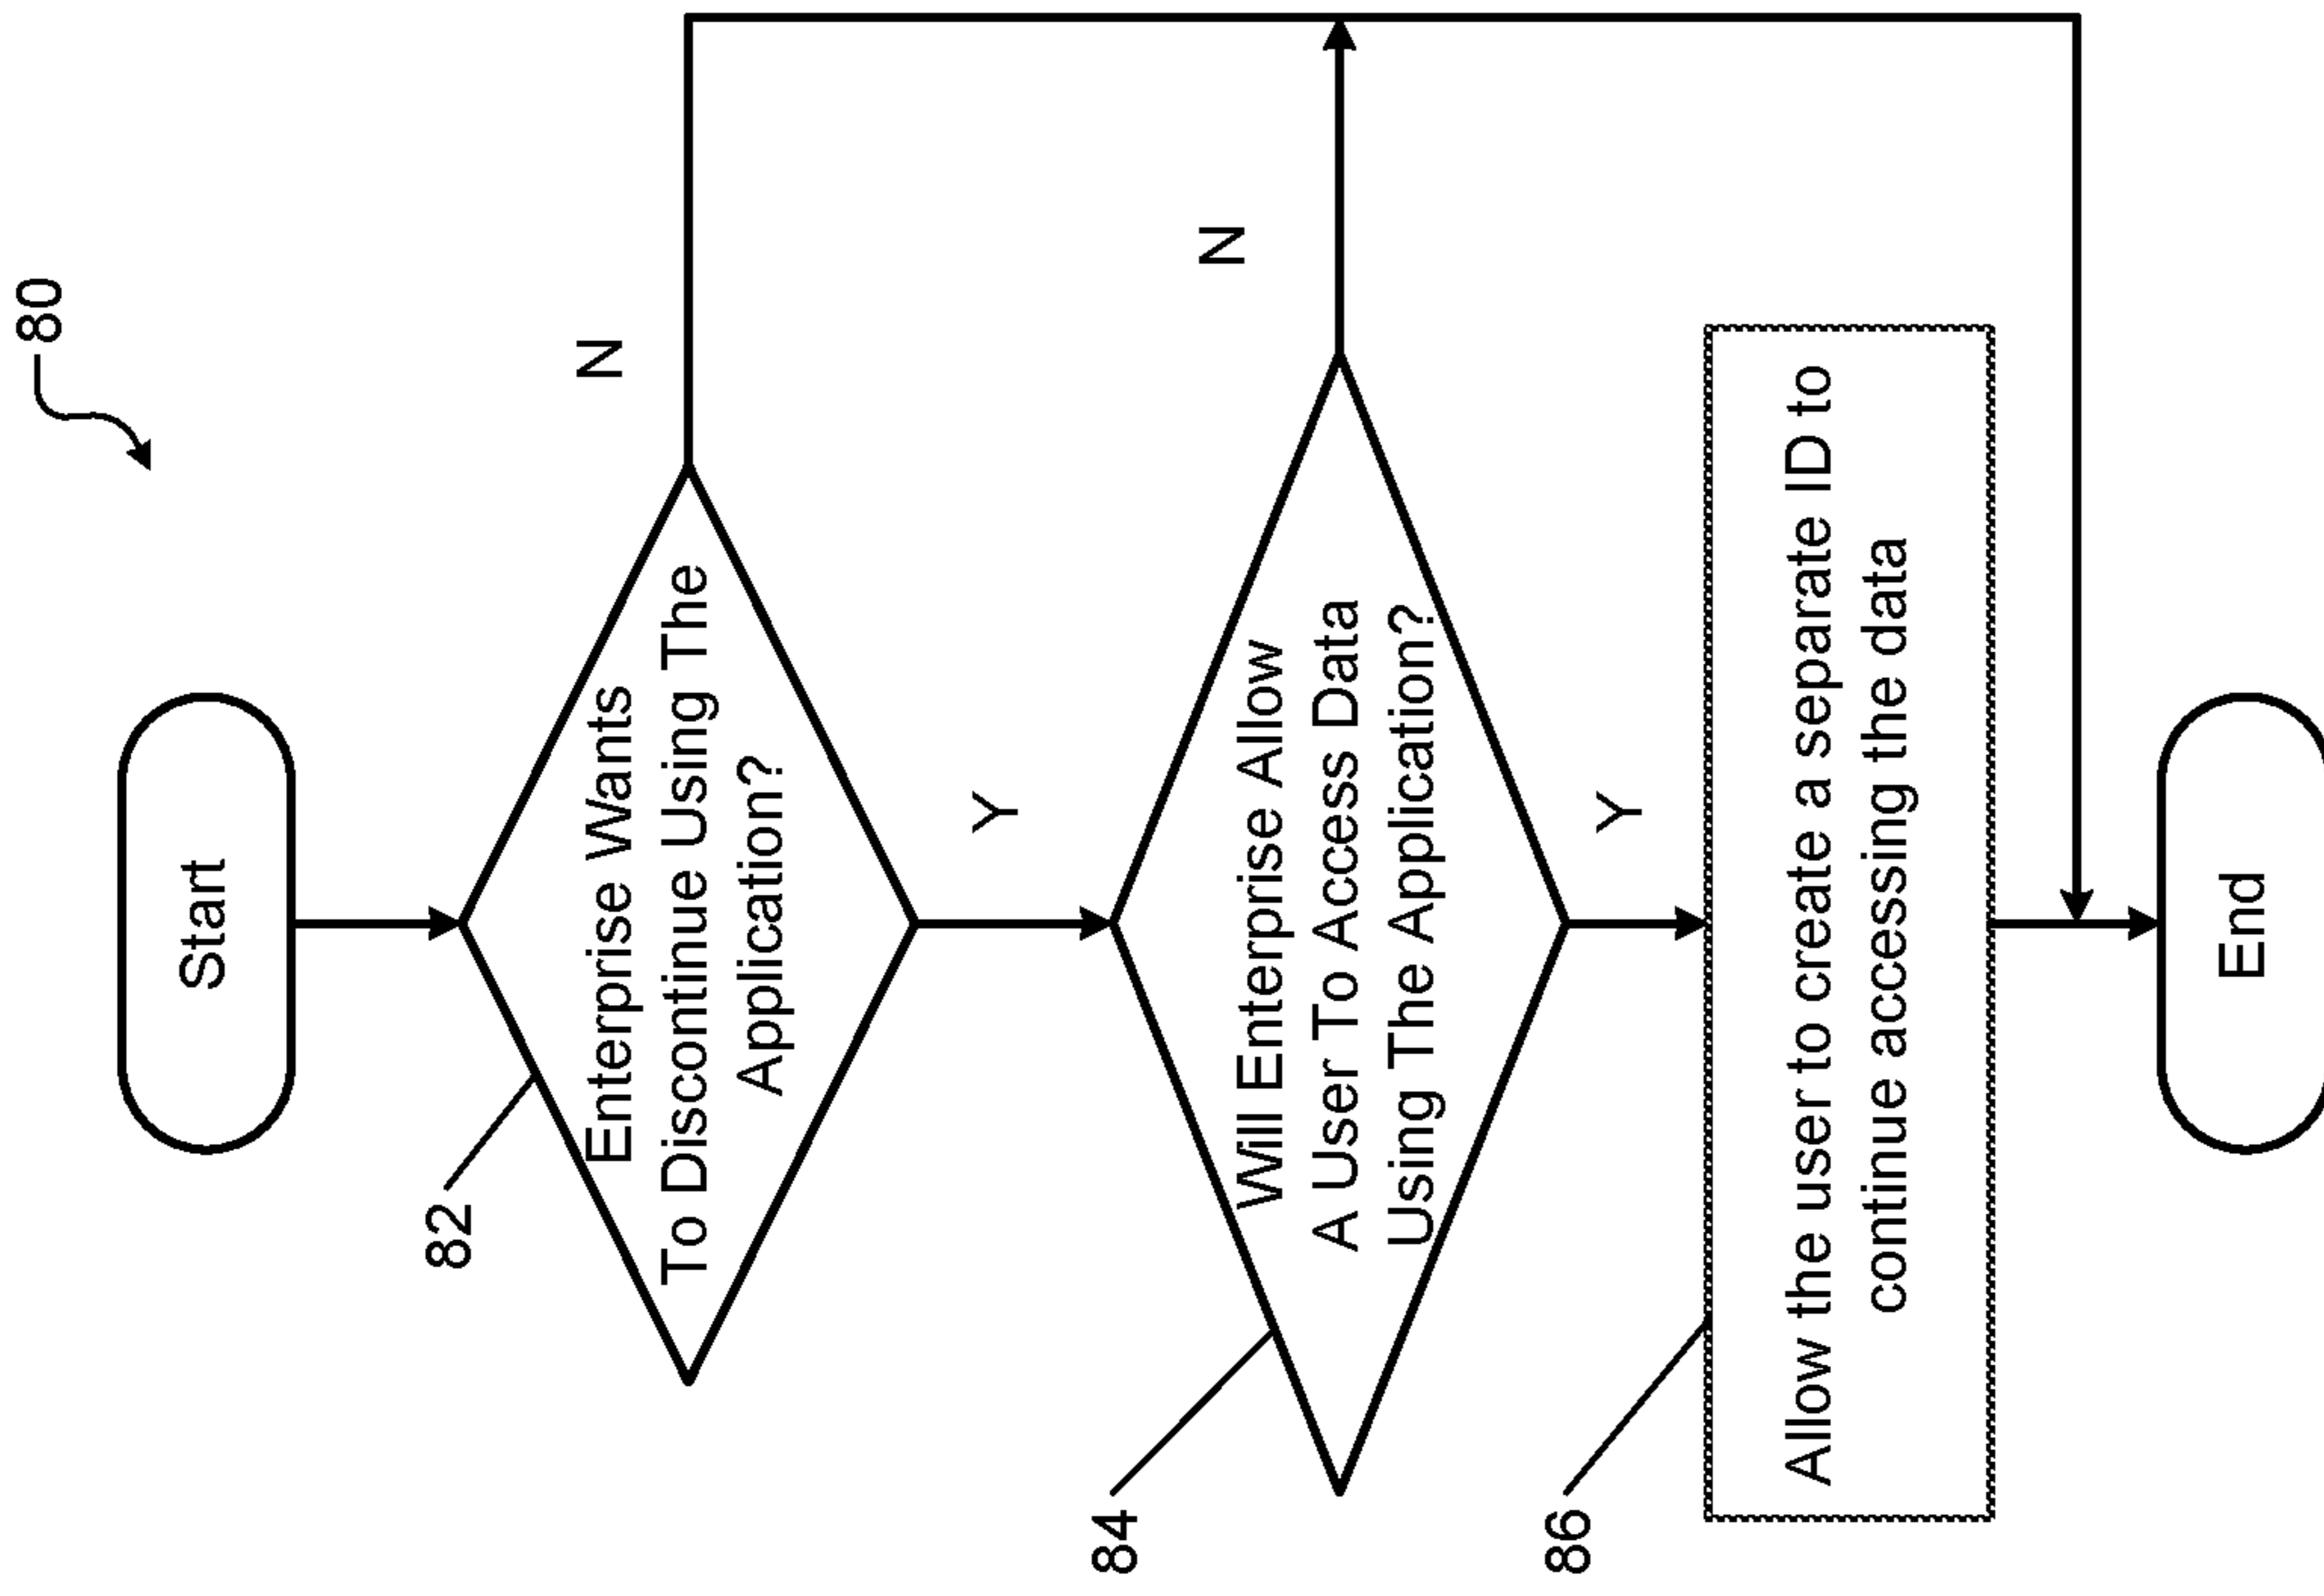 80
Start
82
Enterprise Wants
To Discontinue Using The
Application?
N
Y
84
Will Enterprise Allow
A User To Access Data
Using The Application?
N
Y
86
Allow the user to create a separate ID to
continue accessing the data
End